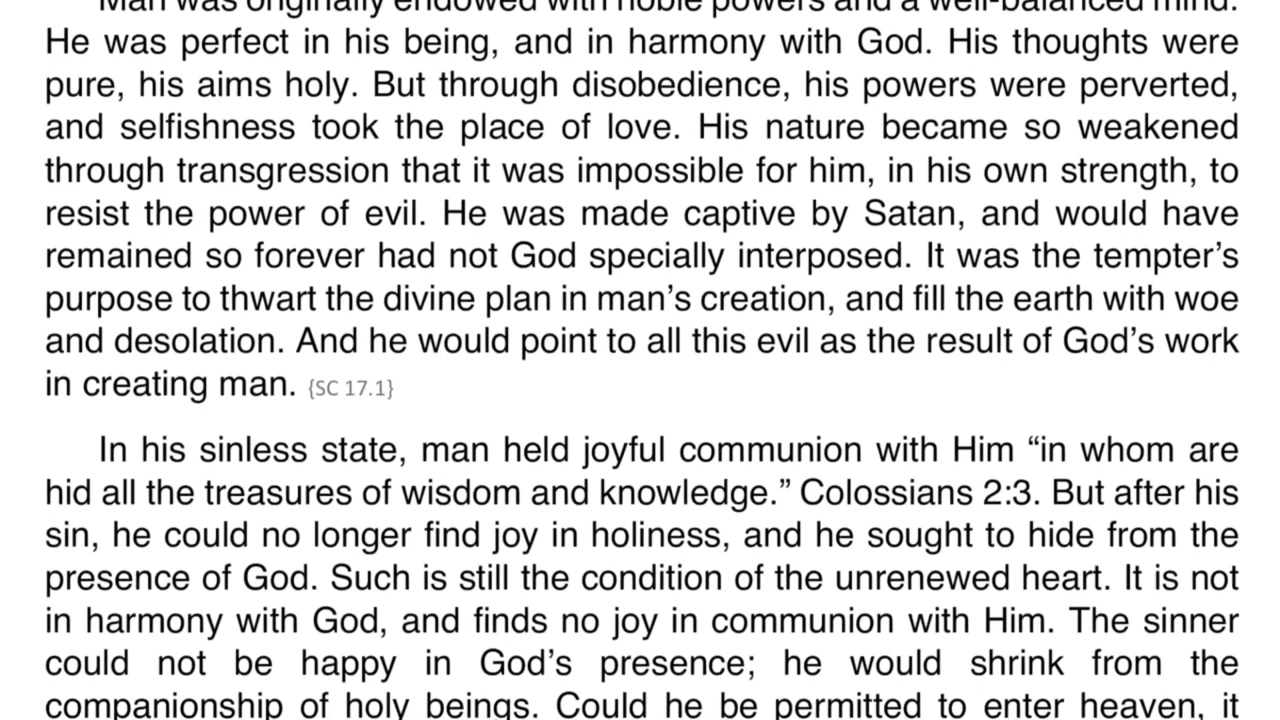 Man was originally endowed with noble powers and a well-balanced mind.
He was perfect in his being, and in harmony with God. His thoughts were
pure, his aims holy. But through disobedience, his powers were perverted,
and selfishness took the place of love. His nature became so weakened
through transgression that it was impossible for him, in his own strength, to
resist the power of evil. He was made captive by Satan, and would have
remained so forever had not God specially interposed. It was the tempter’s
purpose to thwart the divine plan in man’s creation, and fill the earth with woe
and desolation. And he would point to all this evil as the result of God’s work
in creating man. {SC 17.1}
In his sinless state, man held joyful communion with Him “in whom are
hid all the treasures of wisdom and knowledge.” Colossians 2:3. But after his
sin, he could no longer find joy in holiness, and he sought to hide from the
presence of God. Such is still the condition of the unrenewed heart. It is not
in harmony with God, and finds no joy in communion with Him. The sinner
could not be happy in God’s presence; he would shrink from the
companionship of holy beings. Could he be permitted to enter heaven, it